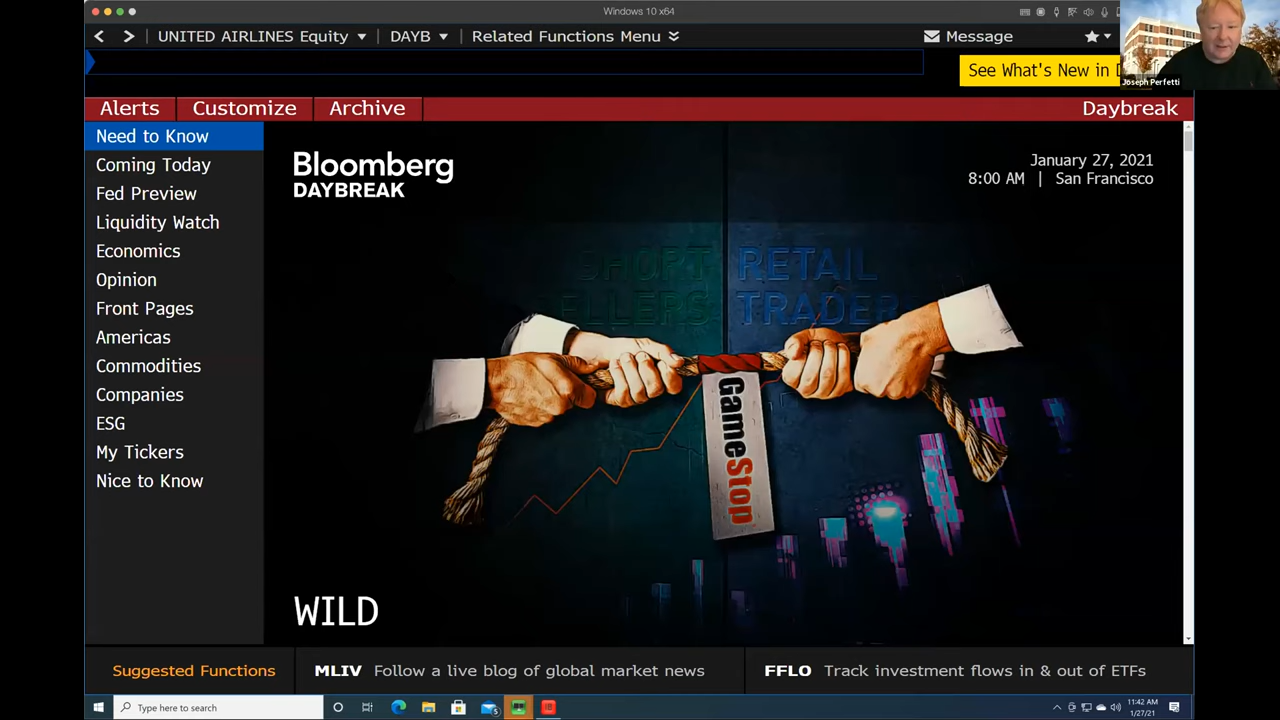 Windows 10 x64
UNITED AIRLINES Equity
DAYB
Related Functions Menu
Message
See What's New in
Joseph Perfetti
Alerts
Customize
Archive
Daybreak
Need to Know
Coming Today
Fed Preview
Liquidity Watch
Economics
Opinion
Front Pages
Americas
Commodities
Companies
ESG
My Tickers
Nice to Know
Bloomberg
DAYBREAK
January 27, 2021
8:00 AM | San Francisco
SHORT
SELLERS
RETAIL
TRADERS
GameStop
WILD
Suggested Functions
MLIV Follow a live blog of global market news
FFLO Track investment flows in & out of ETFs
Type here to search
5
11:42 AM
1/27/21